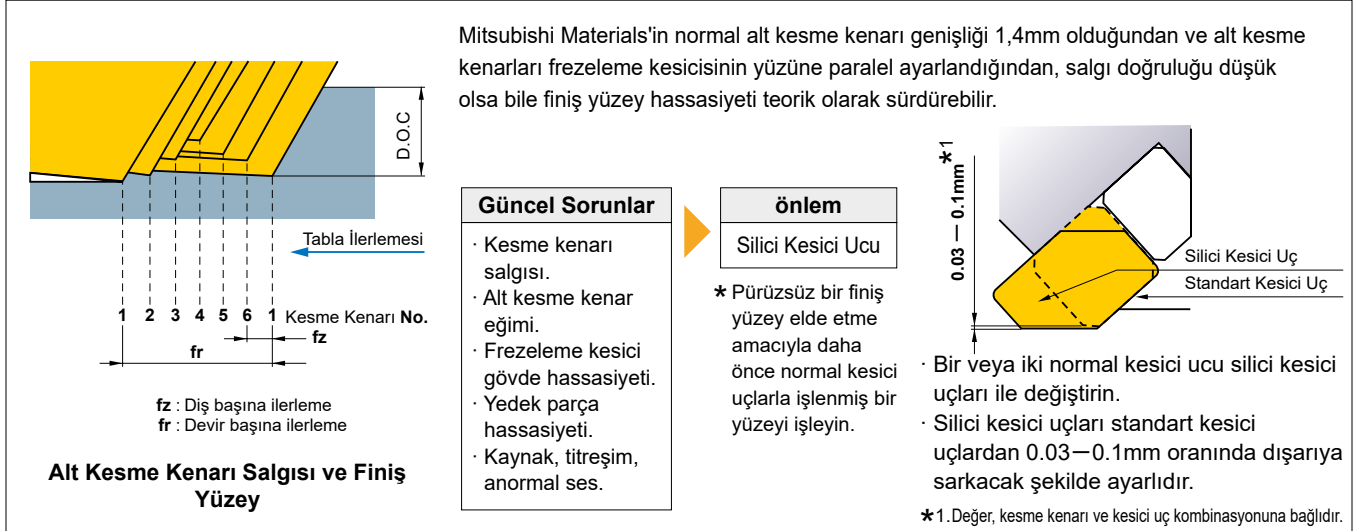 Mitsubishi Materials'in normal alt kesme kenarı genişliği 1,4mm olduğundan ve alt kesme
kenarları frezeleme kesicisinin yüzüne paralel ayarlandığından, salgı doğruluğu düşük
olsa bile finiş yüzey hassasiyeti teorik olarak sürdürebilir.
D.O.C
Tabla İlerlemesi
1 2 3 4 5 6 1 Kesme Kenarı No.
fz
fr
fz : Diş başına ilerleme
fr : Devir başına ilerleme
Alt Kesme Kenarı Salgısı ve Finiş
Yüzey
Güncel Sorunlar
· Kesme kenarı
salgısı.
· Alt kesme kenar
eğimi.
· Frezeleme kesici
gövde hassasiyeti.
· Yedek parça
hassasiyeti.
· Kaynak, titreşim,
anormal ses.
önlem
Silici Kesici Ucu
* Pürüzsüz bir finiş
yüzey elde etme
amacıyla daha
önce normal kesici
uçlarla işlenmiş bir
yüzeyi işleyin.
0.03 — 0.1mm*1
Silici Kesici Uç
Standart Kesici Uç
· Bir veya iki normal kesici ucu silici kesici
uçları ile değiştirin.
· Silici kesici uçları standart kesici
uçlardan 0.03—0.1mm oranında dışarıya
sarkacak şekilde ayarlıdır.
*1.Değer, kesme kenarı ve kesici uç kombinasyonuna bağlıdır.